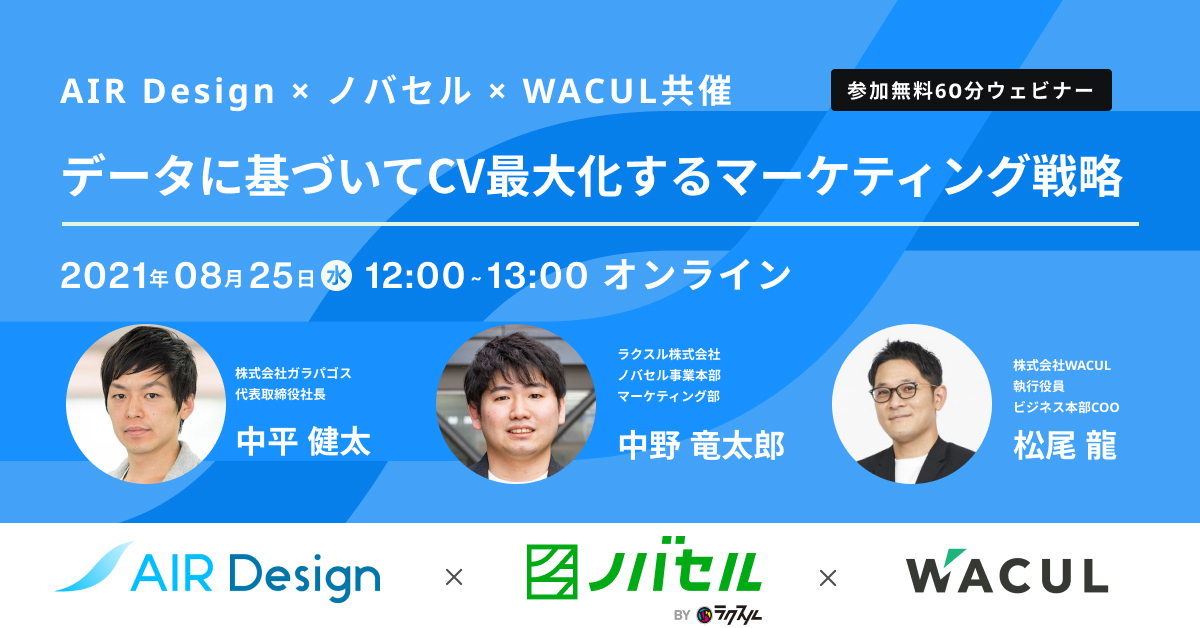 AIR Design × ノバセル × WACUL共催
参加無料60分ウェビナー
データに基づいてCV最大化するマーケティング戦略
2021年08月25日 水 12:00~13:00 オンライン
株式会社ガラパゴス
代表取締役社長
中平 健太
ラクスル株式会社
ノバセル事業本部
マーケティング部
中野 竜太郎
株式会社WACUL
執行役員
ビジネス本部COO
松尾 龍
AIR Design × ノバセル × WACUL
BY ラクスル